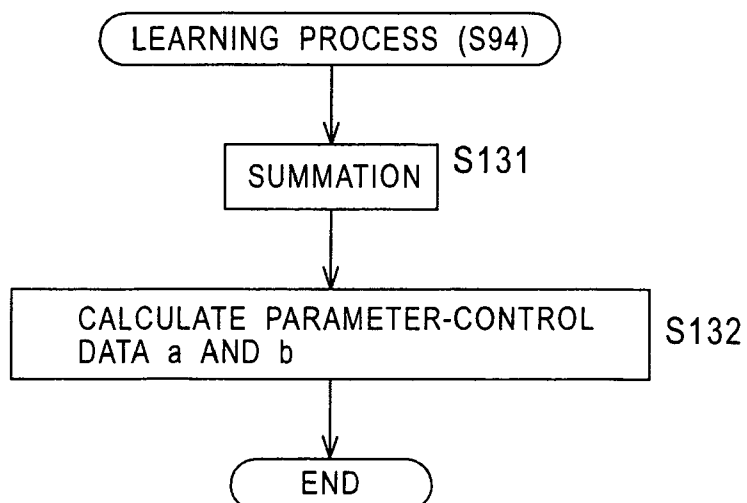 LEARNING PROCESS (S94)
SUMMATION
S131
CALCULATE PARAMETER-CONTROL
DATA a AND b
S132
END